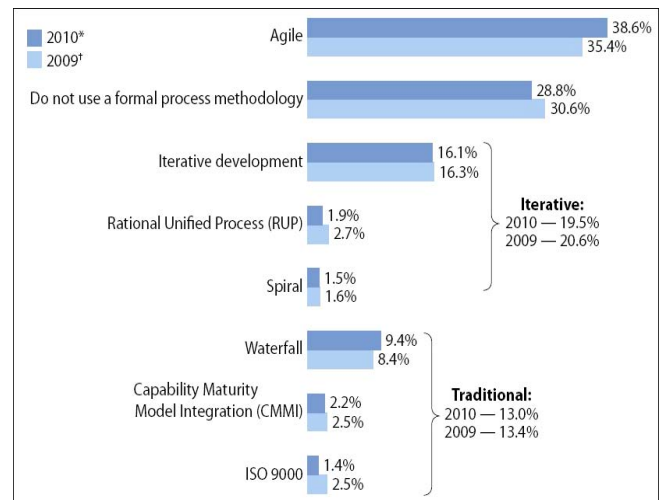 2010*
2009†
Agile
38.6%
35.4%
Do not use a formal process methodology
28.8%
30.6%
Iterative development
16.1%
16.3%
Rational Unified Process (RUP)
1.9%
2.7%
Spiral
1.5%
1.6%
Iterative:
2010 — 19.5%
2009 — 20.6%
Waterfall
9.4%
8.4%
Capability Maturity
Model Integration (CMMI)
2.2%
2.5%
ISO 9000
1.4%
2.5%
Traditional:
2010 — 13.0%
2009 — 13.4%